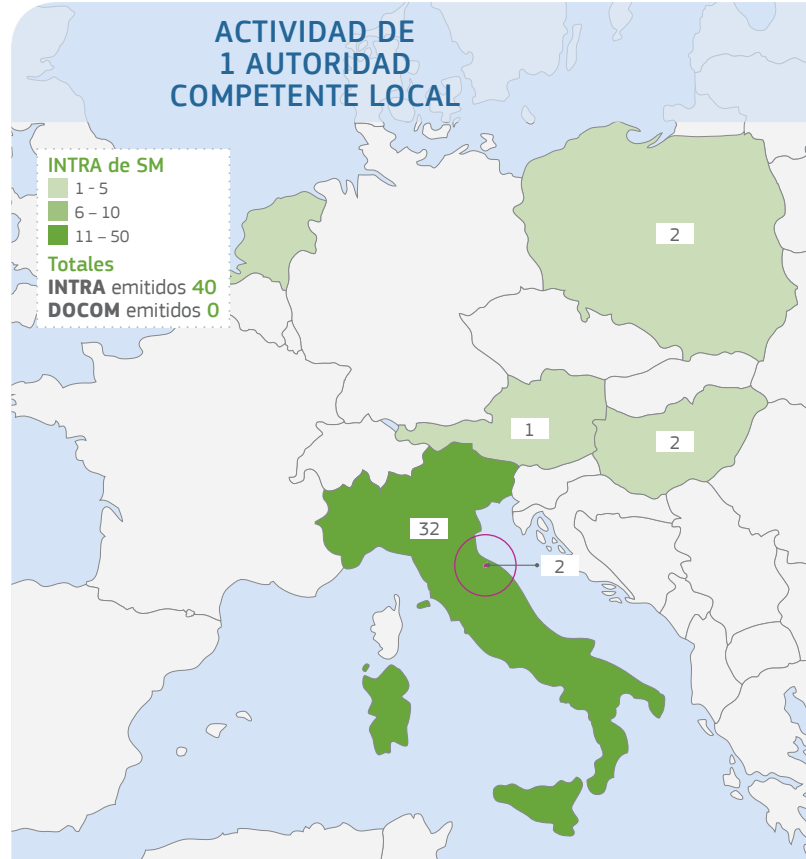 ACTIVIDAD DE
1 AUTORIDAD
COMPETENTE LOCAL
INTRA de SM
1 - 5
6 – 10
11 – 50
Totales
INTRA emitidos 40
DOCOM emitidos 0
2
1
2
32
2